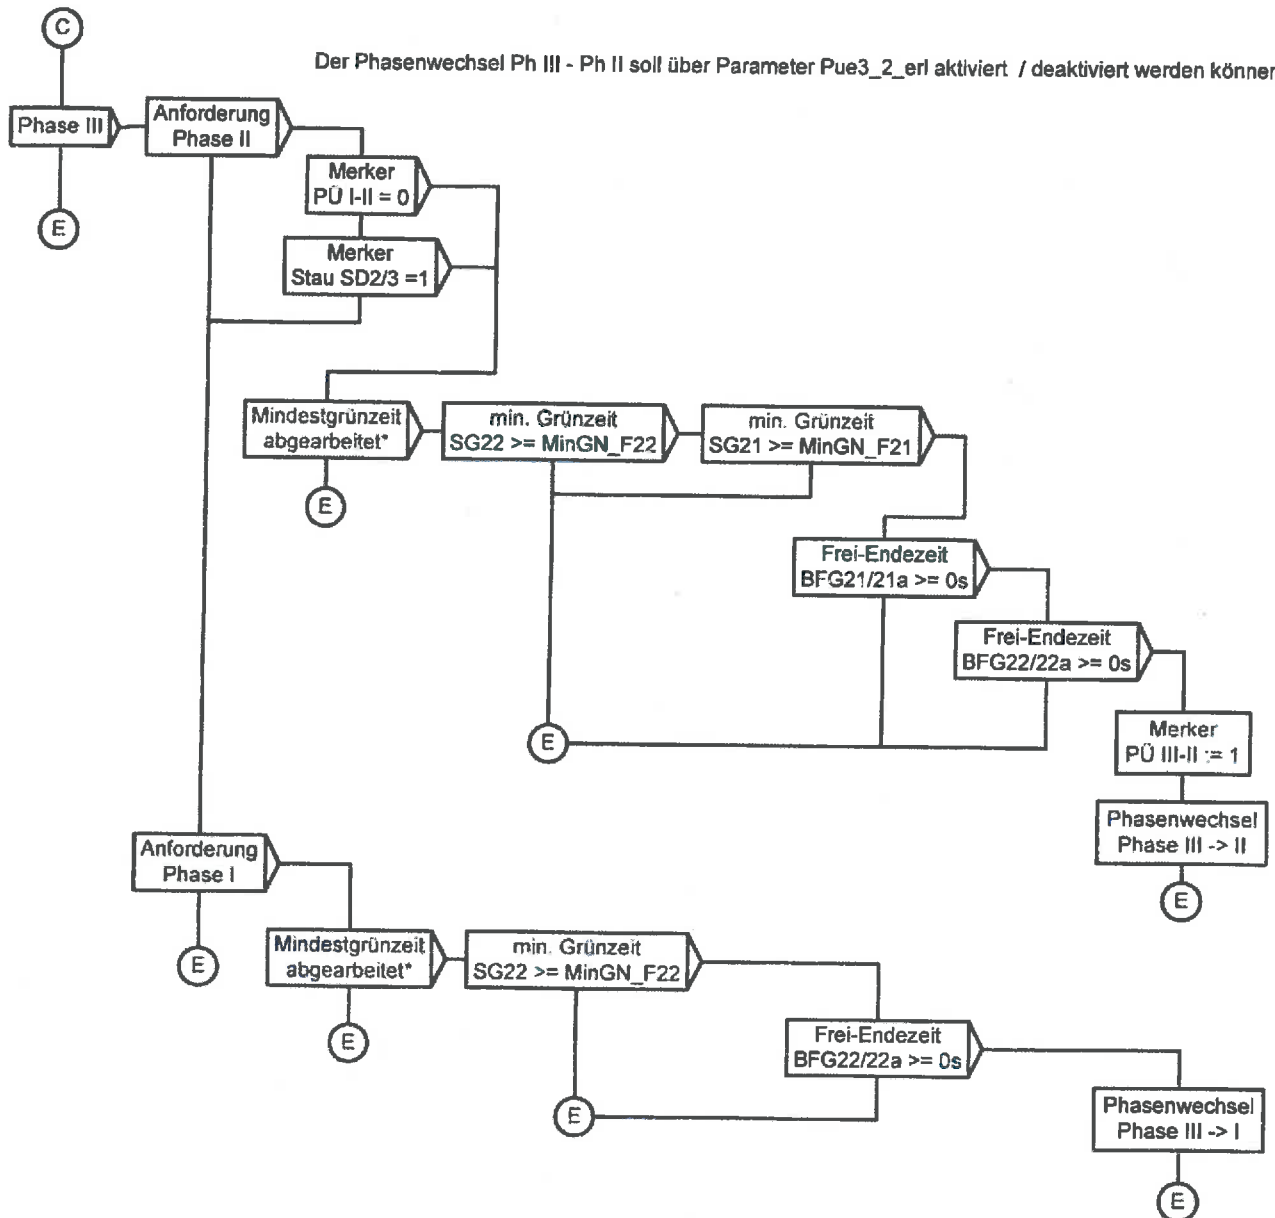 C
Der Phasenwechsel Ph III - Ph II soll über Parameter Pue3_2_erl aktiviert / deaktiviert werden können
Phase III
Anforderung
Phase II
Merker
PÜ I-II = 0
E
Merker
Stau SD2/3 =1
Mindestgrünzeit
abgearbeitet*
min. Grünzeit
SG22 >= MinGN_F22
min. Grünzeit
SG21 >= MinGN_F21
E
Frei-Endezeit
BFG21/21a >= 0s
Frei-Endezeit
BFG22/22a >= 0s
E
Merker
PÜ III-II := 1
Phasenwechsel
Phase III -> II
E
Anforderung
Phase I
E
Mindestgrünzeit
abgearbeitet*
min. Grünzeit
SG22 >= MinGN_F22
E
Frei-Endezeit
BFG22/22a >= 0s
E
Phasenwechsel
Phase III -> I
E